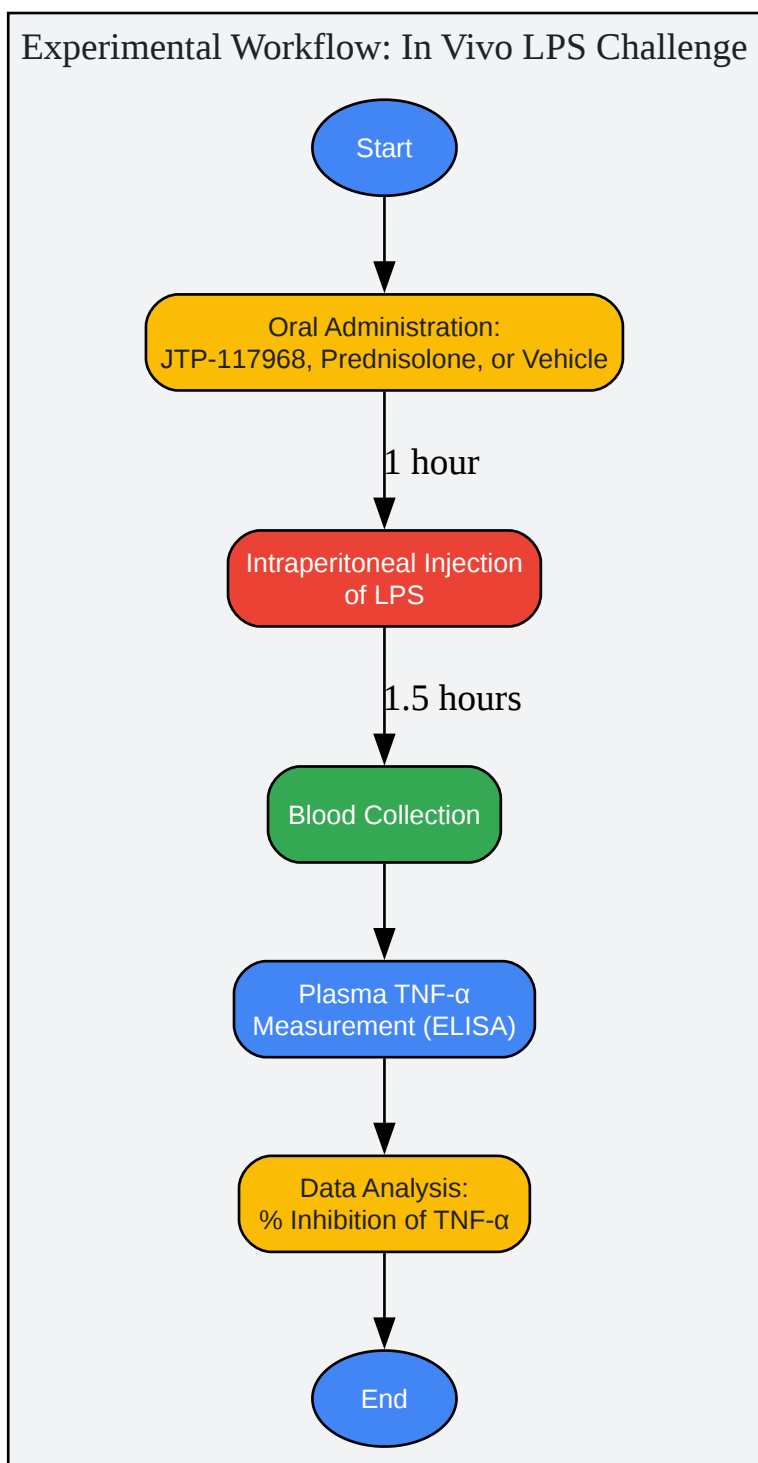 Experimental Workflow: In Vivo LPS Challenge
Start
Oral Administration:
JTP-117968, Prednisolone, or Vehicle
1 hour
Intraperitoneal Injection
of LPS
1.5 hours
Blood Collection
Plasma TNF-α
Measurement (ELISA)
Data Analysis:
% Inhibition of TNF-α
End